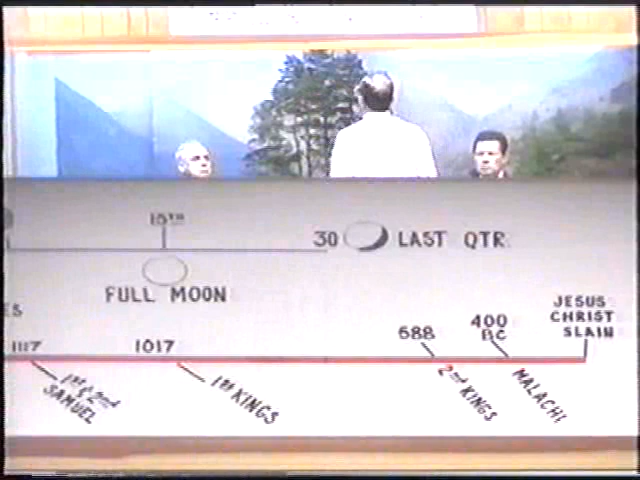 15TH
30 LAST QTR.
FULL MOON
ES
1117
1017
688
400
BC
JESUS
CHRIST
SLAIN
1ST & 2nd
SAMUEL
1ST KINGS
2nd KINGS
MALACHI